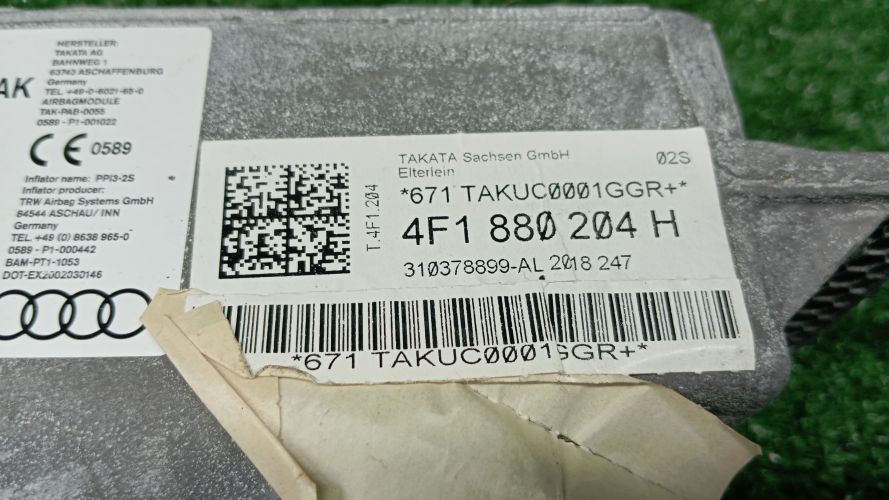 AK
HERSTELLER:
TAKATA AG
BAHNWEG 1
63743 ASCHAFFENBURG
Germany
TEL. +49-0-6021-65-0
AIRBAGMODULE
TAK-PAB-0055
0589 - P1-001022
CE 0589
Inflator name: PPI3-2S
Inflator producer:
TRW Airbag Systems GmbH
84544 ASCHAU/ INN
Germany
TEL. +49 (0) 8638 965-0
0589 - P1-000442
BAM-PT1-1053
DOT-EX2002030146
T.4F1.204
TAKATA Sachsen GmbH 02S
Elterlein
*671 TAKUC0001GGR+*
4F1 880 204 H
310378899-AL 2018 247
*671 TAKUC0001GGR+*